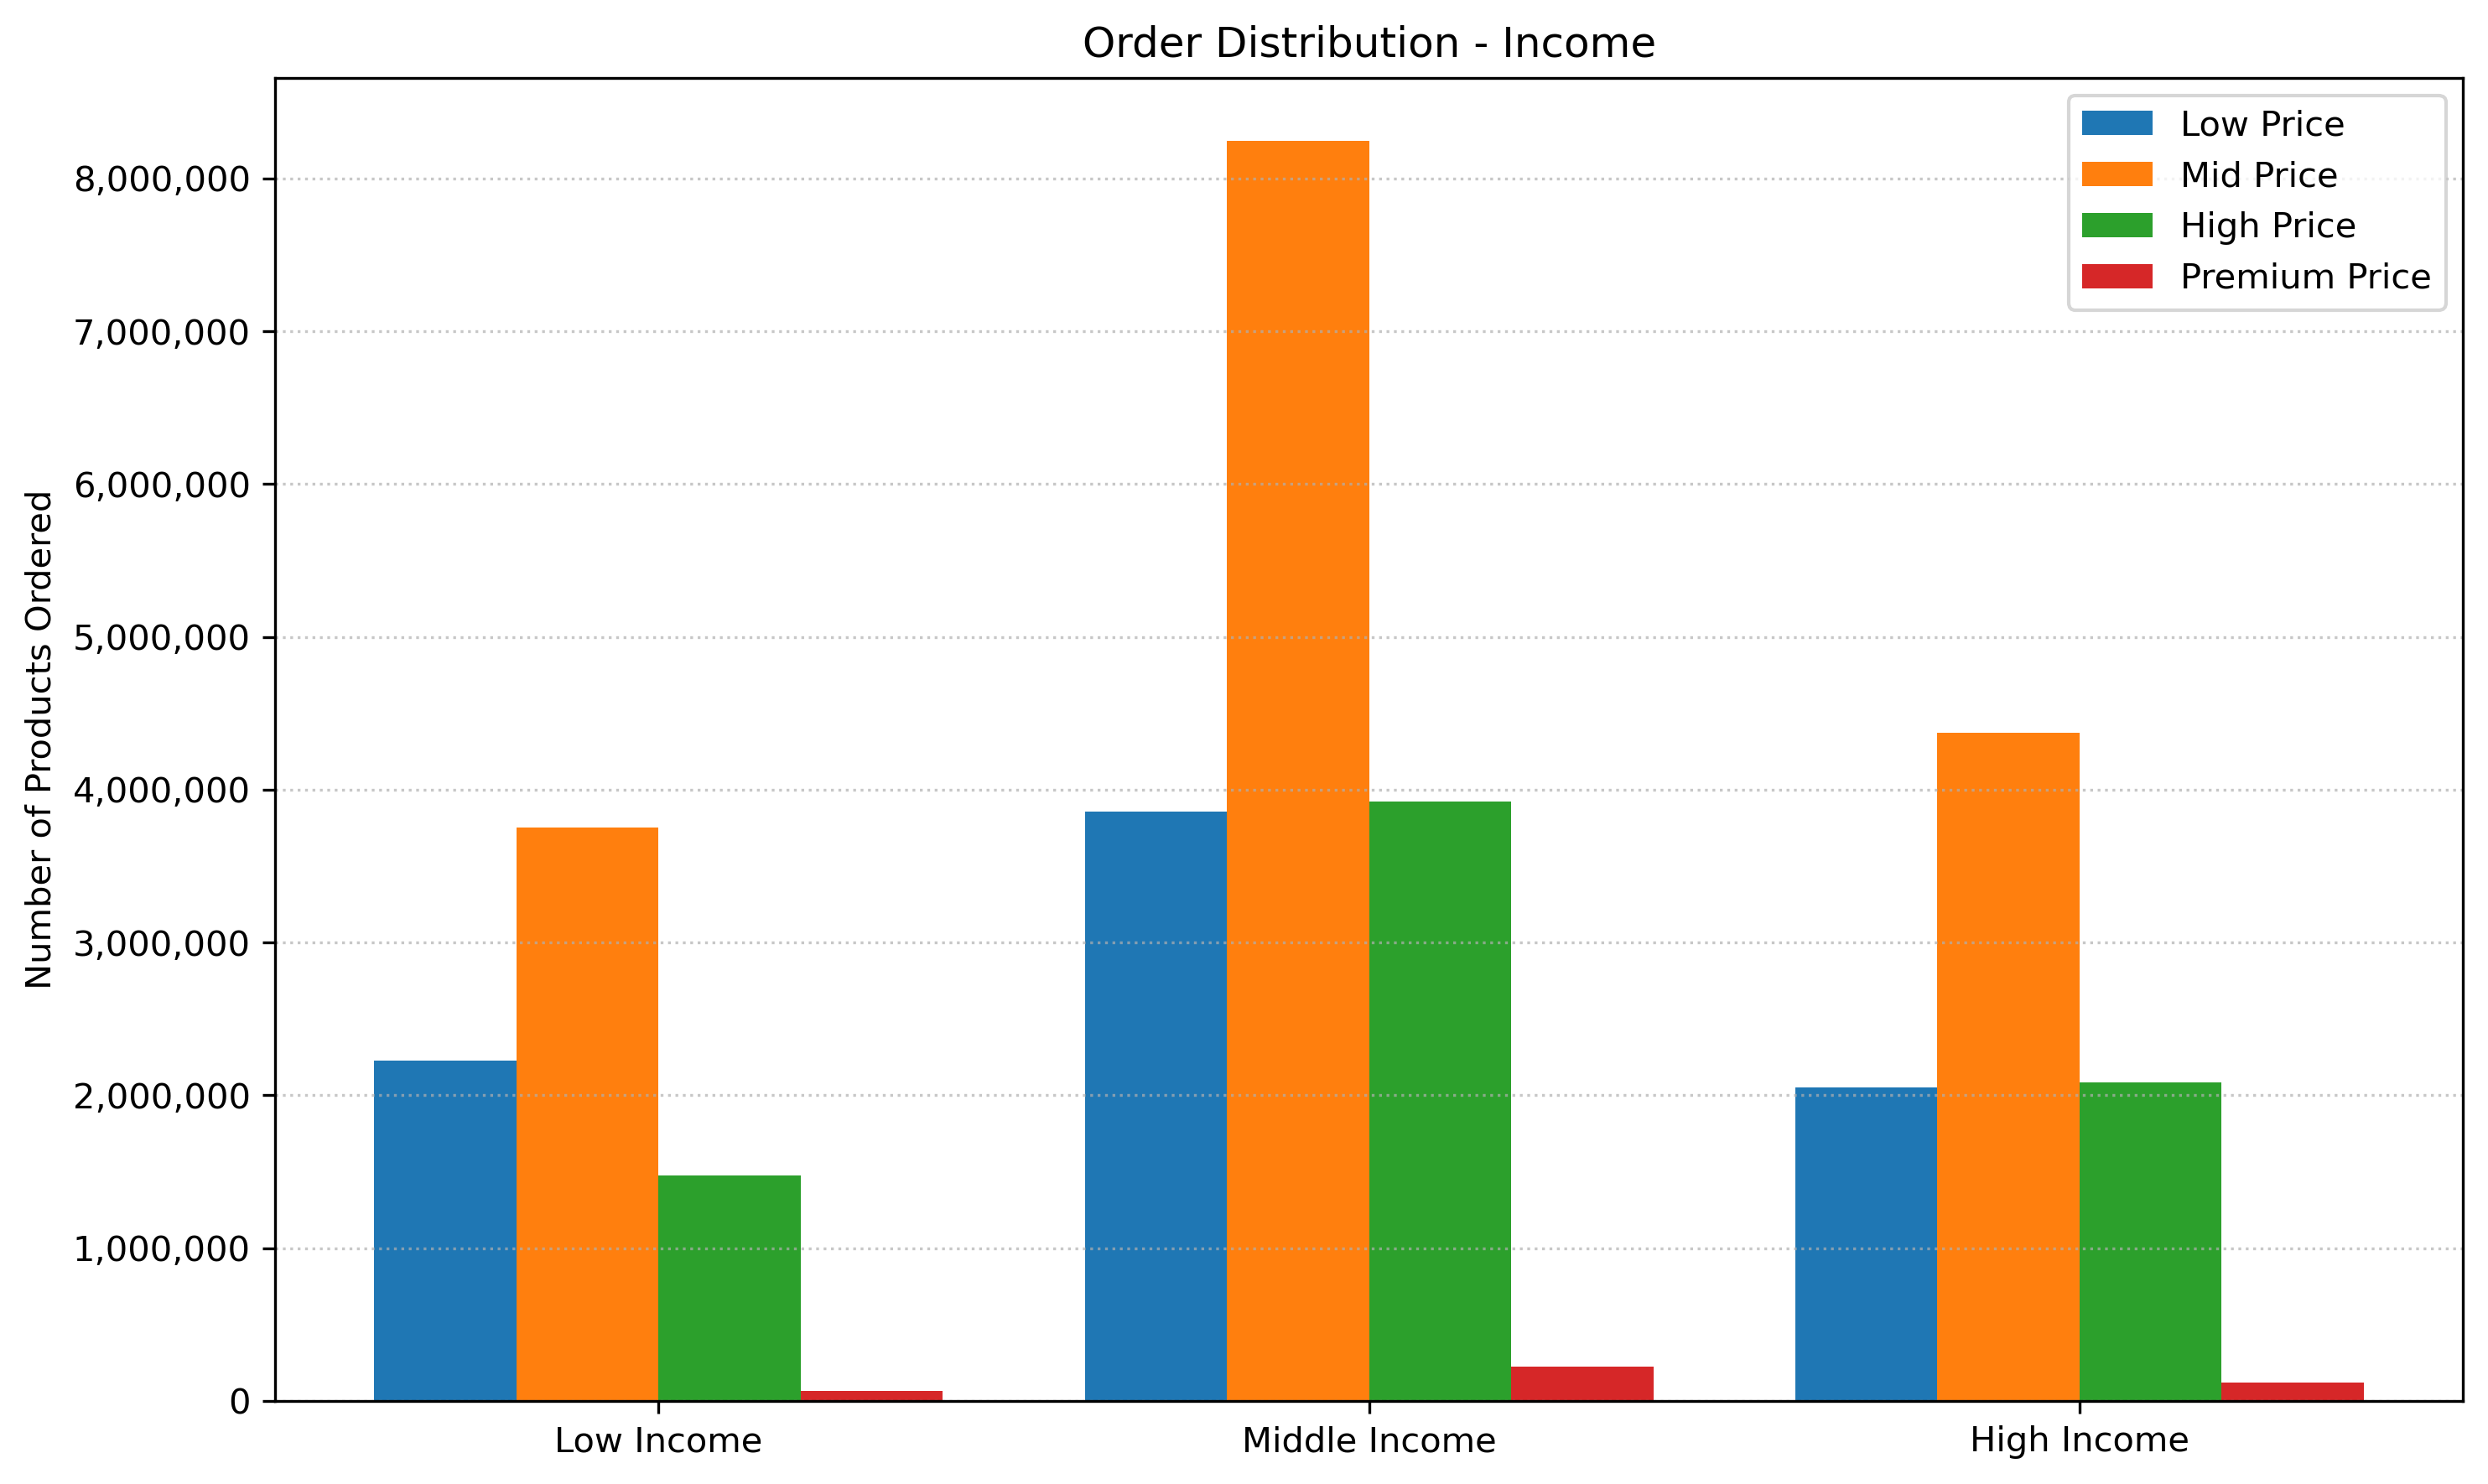 Order Distribution - Income
Number of Products Ordered
8,000,000
7,000,000
6,000,000
5,000,000
4,000,000
3,000,000
2,000,000
1,000,000
0
Low Price
Mid Price
High Price
Premium Price
Low Income
Middle Income
High Income